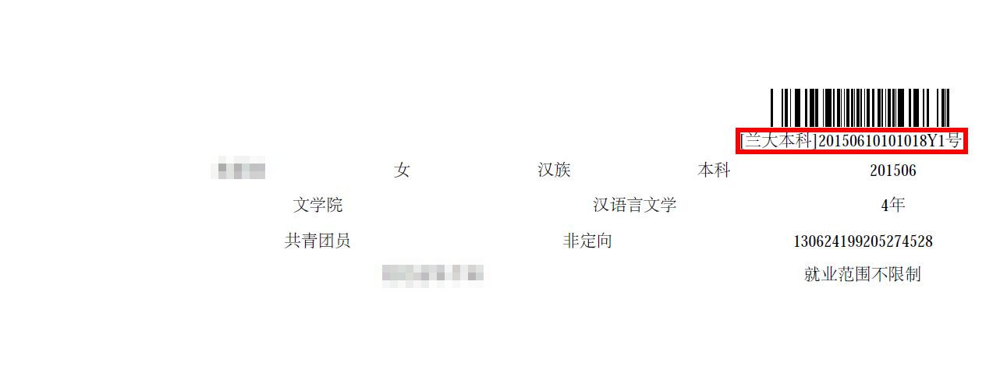 [兰大本科]20150610101018Y1号
女 汉族 本科 201506
文学院 汉语言文学 4年
共青团员 非定向 130624199205274528
就业范围不限制